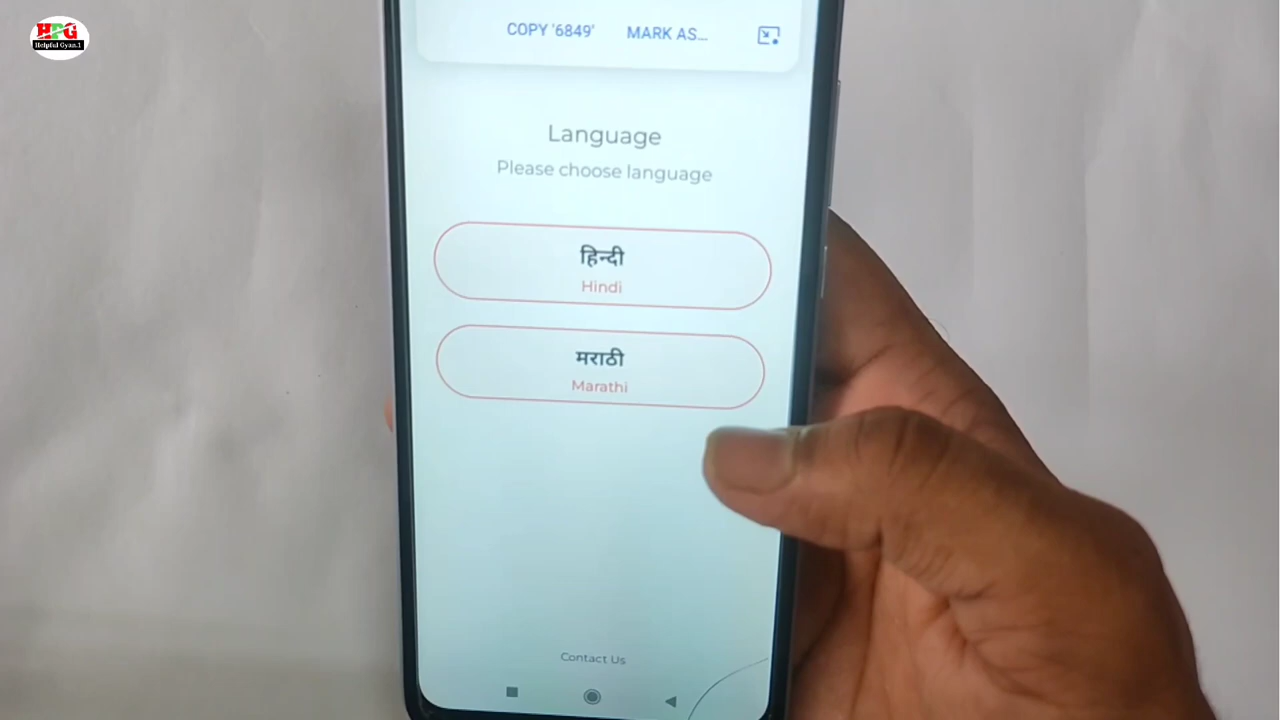 HPG
Helpful Gyan.1
COPY '6849' MARK AS...
Language
Please choose language
हिन्दी
Hindi
मराठी
Marathi
Contact Us